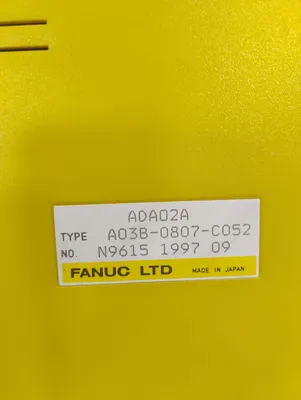 ADA02A
TYPE A03B-0807-C052
NO. N9615 1997 09
FANUC LTD MADE IN JAPAN